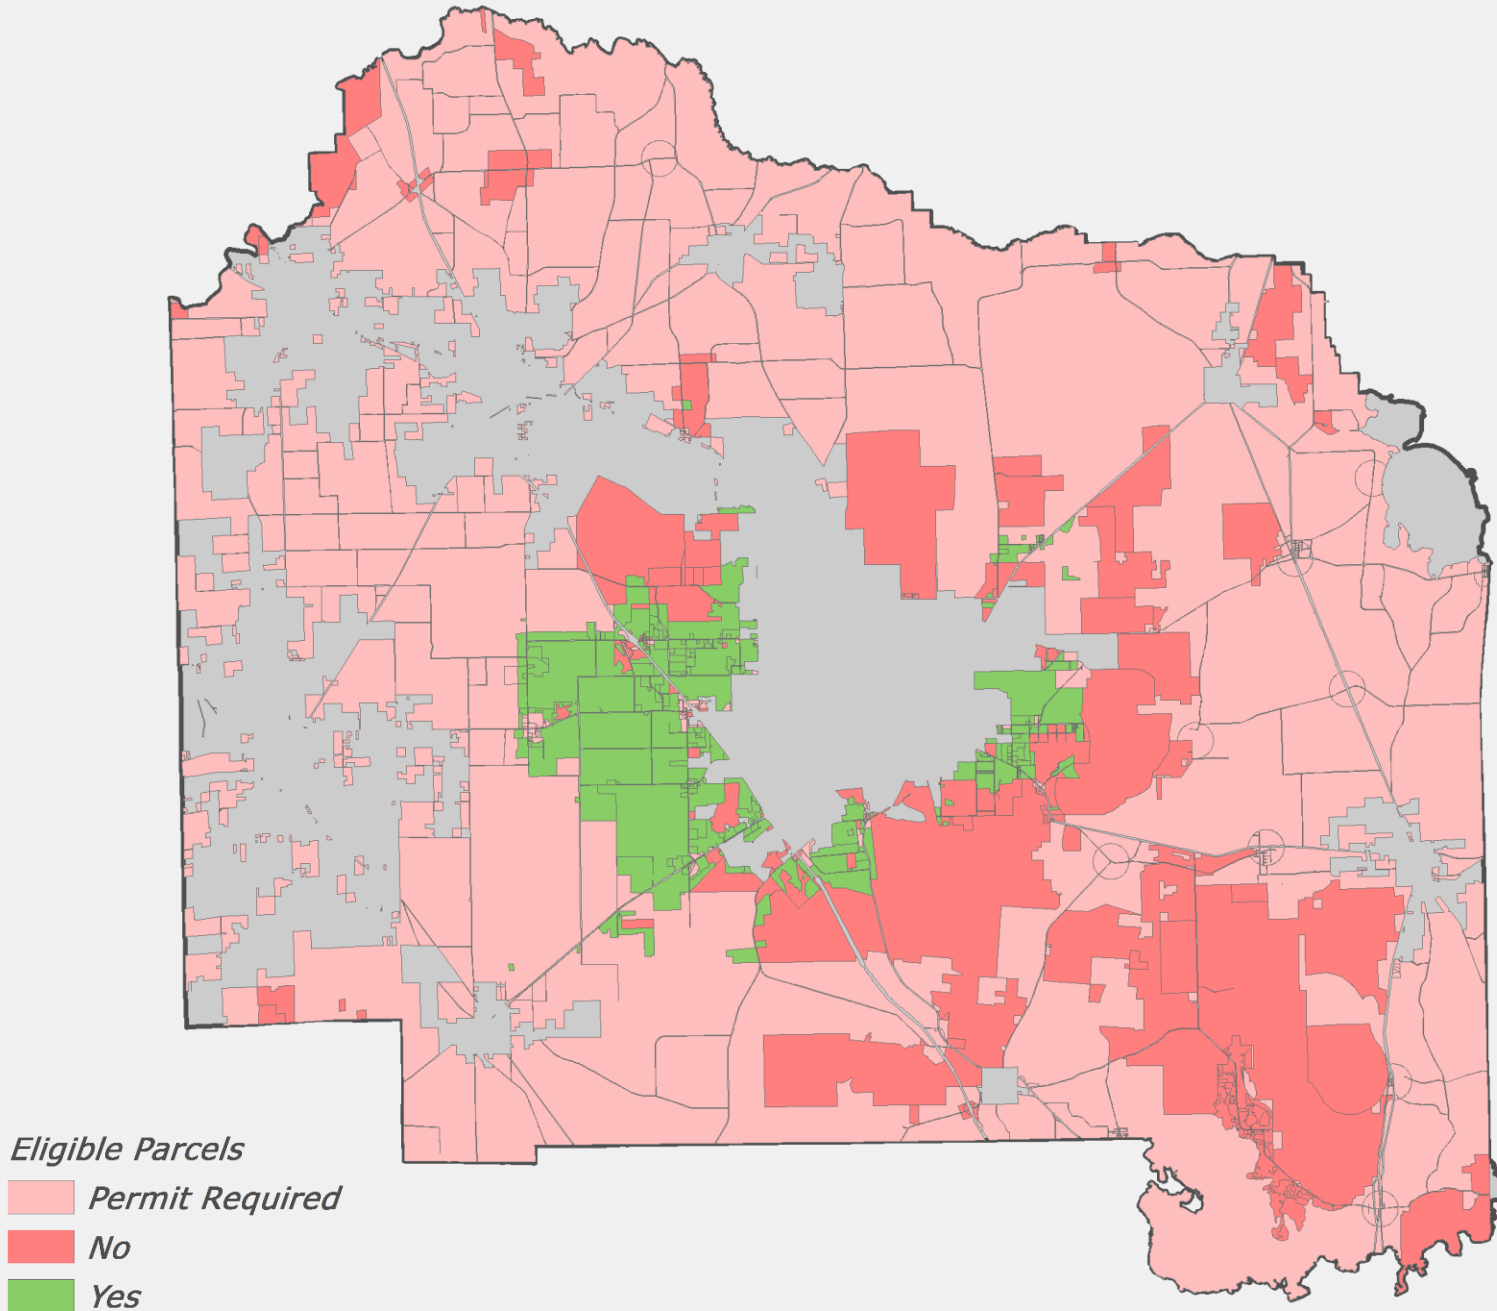 Eligible Parcels
Permit Required
No
Yes